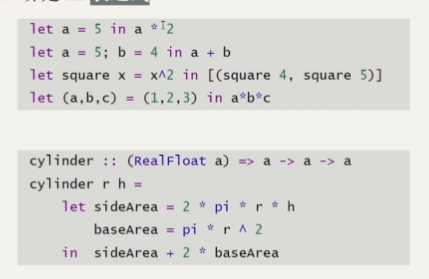 let a = 5 in a * 2
let a = 5; b = 4 in a + b
let square x = x^2 in [(square 4, square 5)]
let (a,b,c) = (1,2,3) in a*b*c
cylinder :: (RealFloat a) => a -> a -> a
cylinder r h =
    let sideArea = 2 * pi * r * h
        baseArea = pi * r ^ 2
    in  sideArea + 2 * baseArea